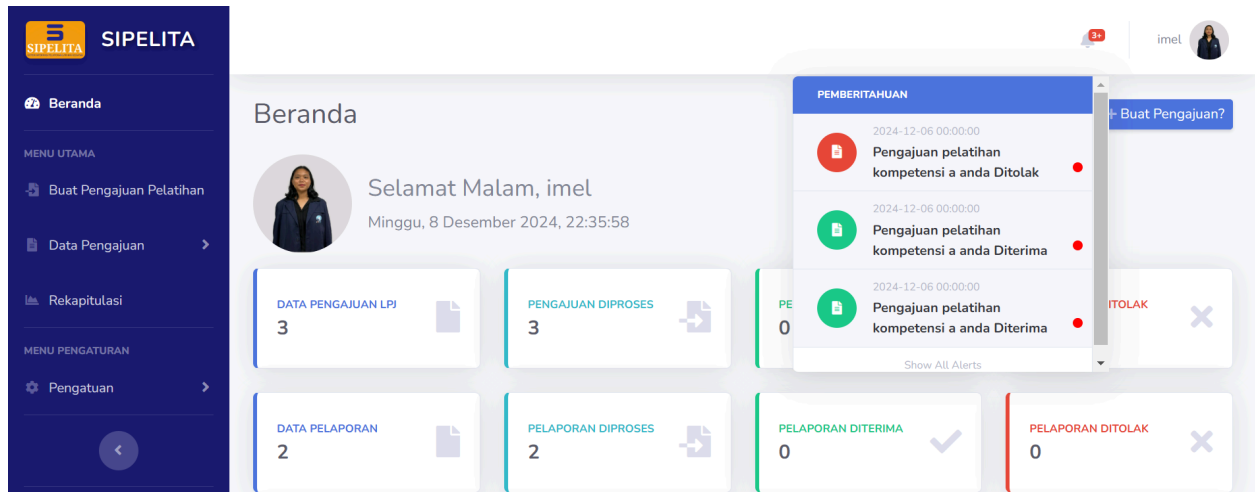 SIPELITA
SIPELITA
3+
imel
Beranda
MENU UTAMA
Buat Pengajuan Pelatihan
Data Pengajuan
Rekapitulasi
MENU PENGATURAN
Pengatuan
Beranda
+ Buat Pengajuan?
Selamat Malam, imel
Minggu, 8 Desember 2024, 22:35:58
PEMBERITAHUAN
2024-12-06 00:00:00
Pengajuan pelatihan
kompetensi a anda Ditolak
2024-12-06 00:00:00
Pengajuan pelatihan
kompetensi a anda Diterima
2024-12-06 00:00:00
Pengajuan pelatihan
kompetensi a anda Diterima
Show All Alerts
DATA PENGAJUAN LPJ
3
PENGAJUAN DIPROSES
3
PE
0
ITOLAK
DATA PELAPORAN
2
PELAPORAN DIPROSES
2
PELAPORAN DITERIMA
0
PELAPORAN DITOLAK
0